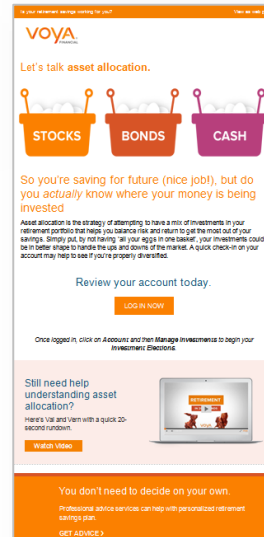 Is your retirement savings working for you?
View as web p
VOYA
FINANCIAL
Let's talk asset allocation.
STOCKS
BONDS
CASH
So you're saving for future (nice job!), but do
you actually know where your money is being
invested
Asset allocation is the strategy of attempting to have a mix of investments in your
retirement portfolio that helps you balance risk and return to get the most out of your
savings. Simply put, by not having 'all your eggs in one basket', your investments could
be in better shape to handle the ups and downs of the market. A quick check-in on your
account may help to see if you're properly diversified.
Review your account today.
LOG IN NOW
Once logged in, click on Account and then Manage Investments to begin your
Investment Elections.
Still need help
understanding asset
allocation?
Here's Val and Vern with a quick 20-
second rundown.
Watch Video
RETIREMENT
VOYA
You don't need to decide on your own.
Professional advice services can help with personalized retirement
savings plan.
GET ADVICE >